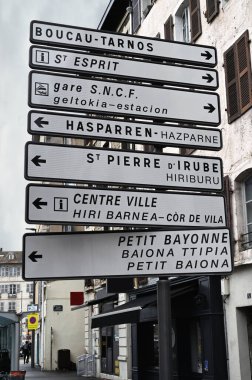 BOUCAU-TARNOS
i ST ESPRIT
gare S.N.C.F.
geltokia-estacion
HASPARREN-HAZPARNE
ST PIERRE D'IRUBE
HIRIBURU
CENTRE VILLE
i HIRI BARNEA-CÒR DE VILA
PETIT BAYONNE
BAIONA TTIPIA
PETIT BAIONA